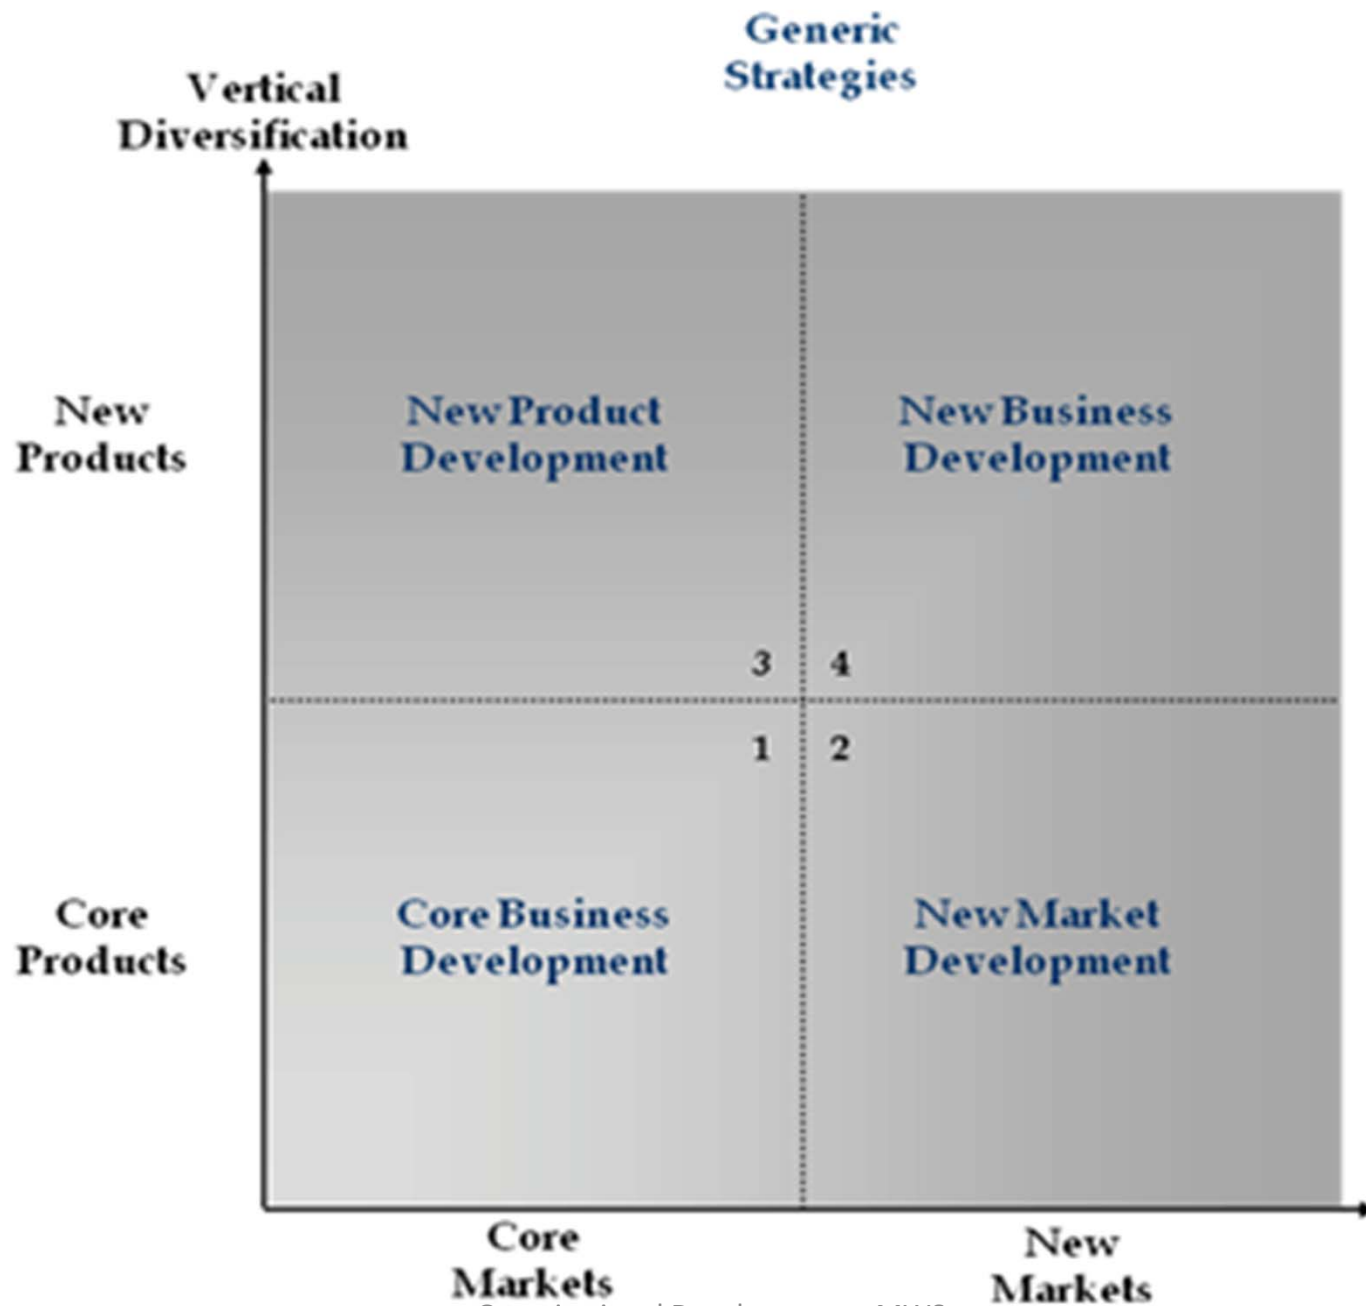 Generic
Strategies
Vertical
Diversification
New
Products
New Product
Development
New Business
Development
3
4
1
2
Core
Products
Core Business
Development
New Market
Development
Core
Markets
New
Markets